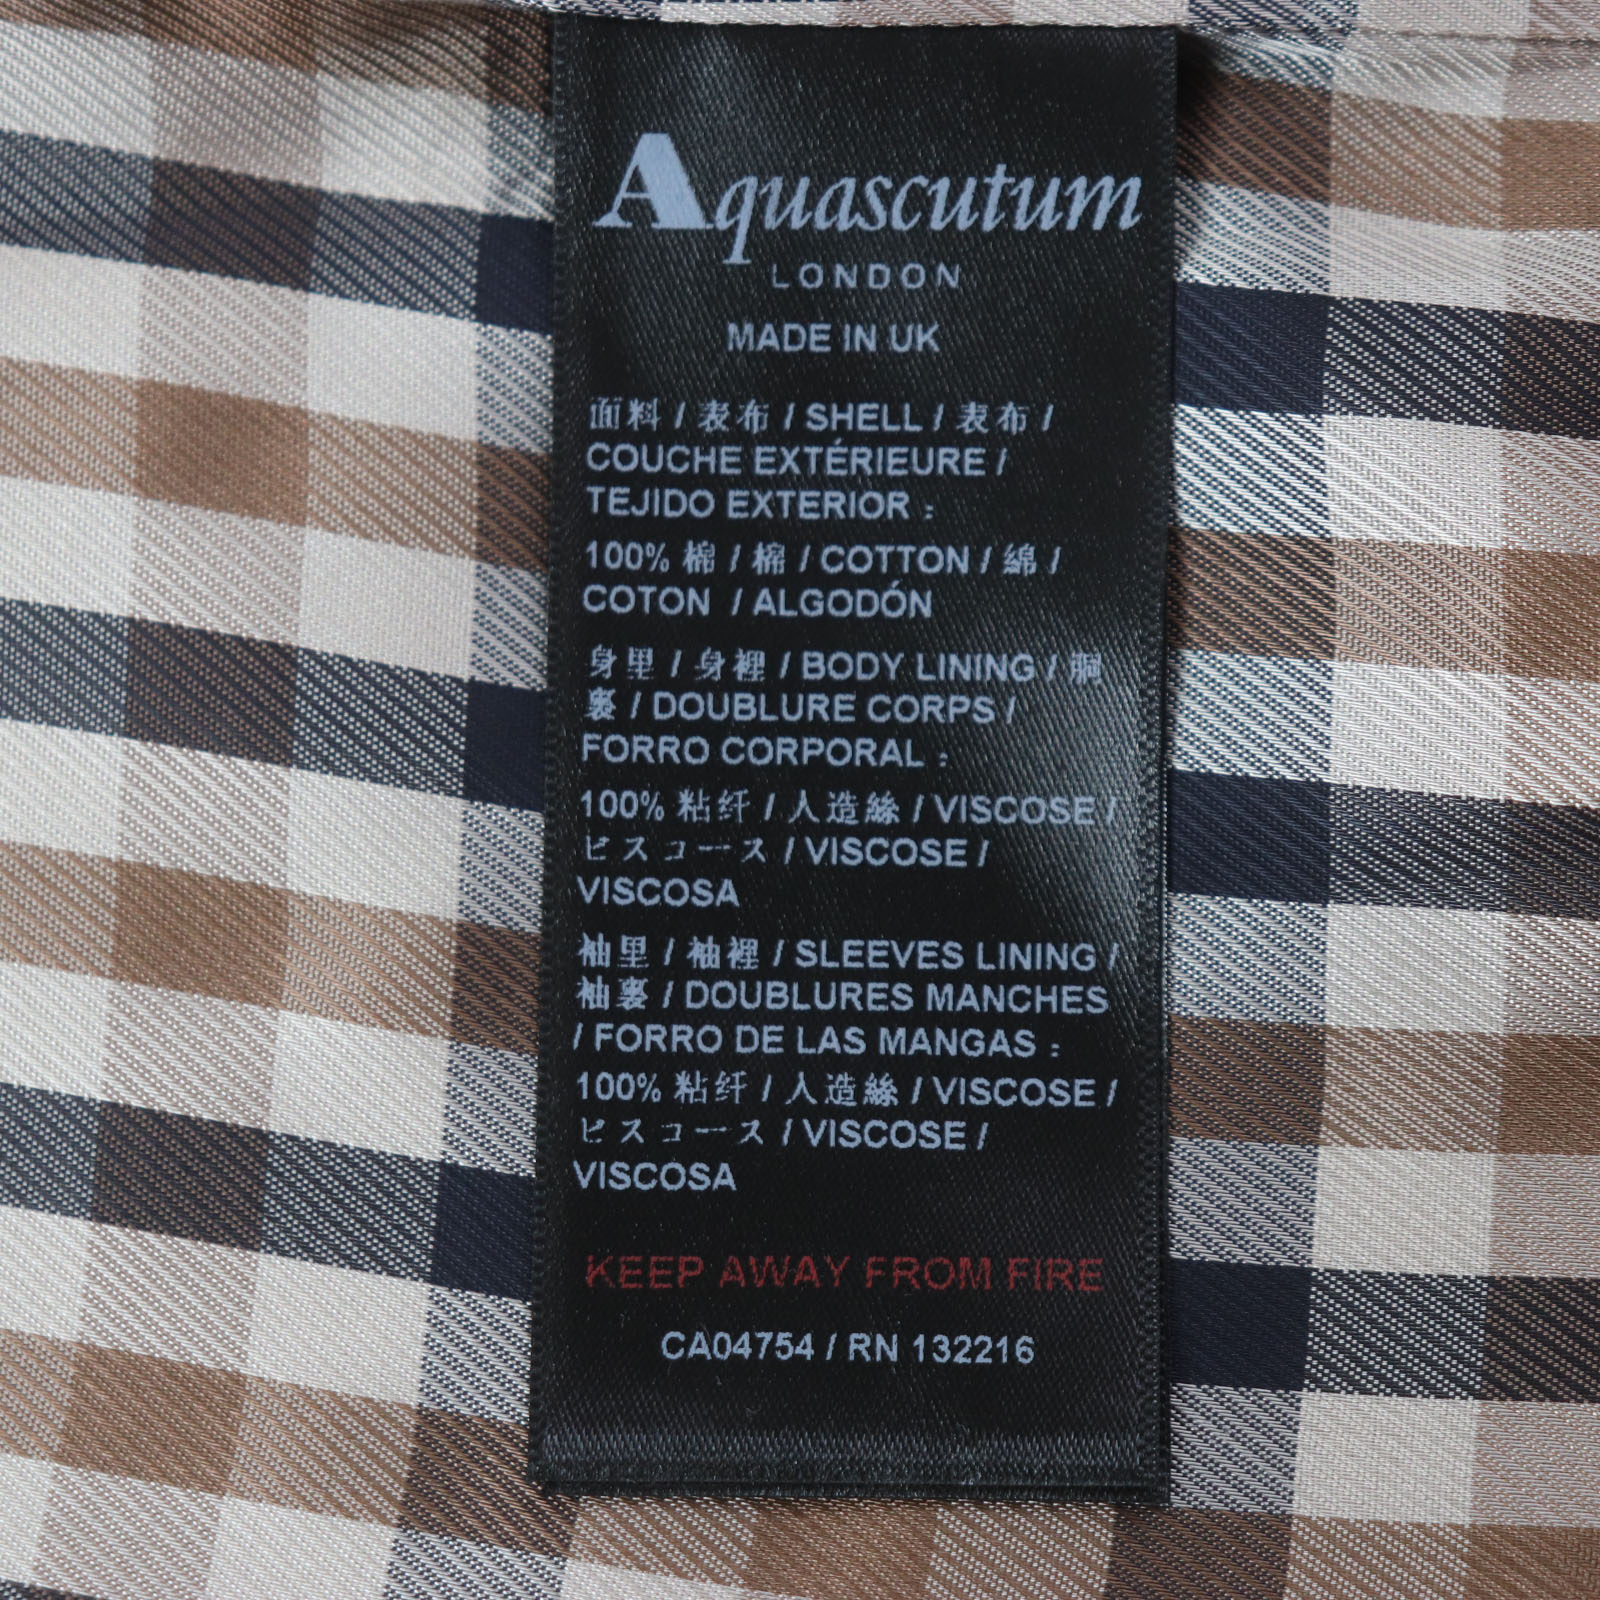 Aquascutum
LONDON
MADE IN UK
面料 / 表布 / SHELL / 表布 /
COUCHE EXTÉRIEURE /
TEJIDO EXTERIOR :
100% 棉 / 棉 / COTTON / 綿 /
COTON / ALGODÓN
身里 / 身裡 / BODY LINING / 胴
裏 / DOUBLURE CORPS /
FORRO CORPORAL :
100% 粘纤 / 人造絲 / VISCOSE /
ビスコース / VISCOSE /
VISCOSA
袖里 / 袖裡 / SLEEVES LINING /
袖裏 / DOUBLURES MANCHES
/ FORRO DE LAS MANGAS :
100% 粘纤 / 人造絲 / VISCOSE /
ビスコース / VISCOSE /
VISCOSA
KEEP AWAY FROM FIRE
CA04754 / RN 132216